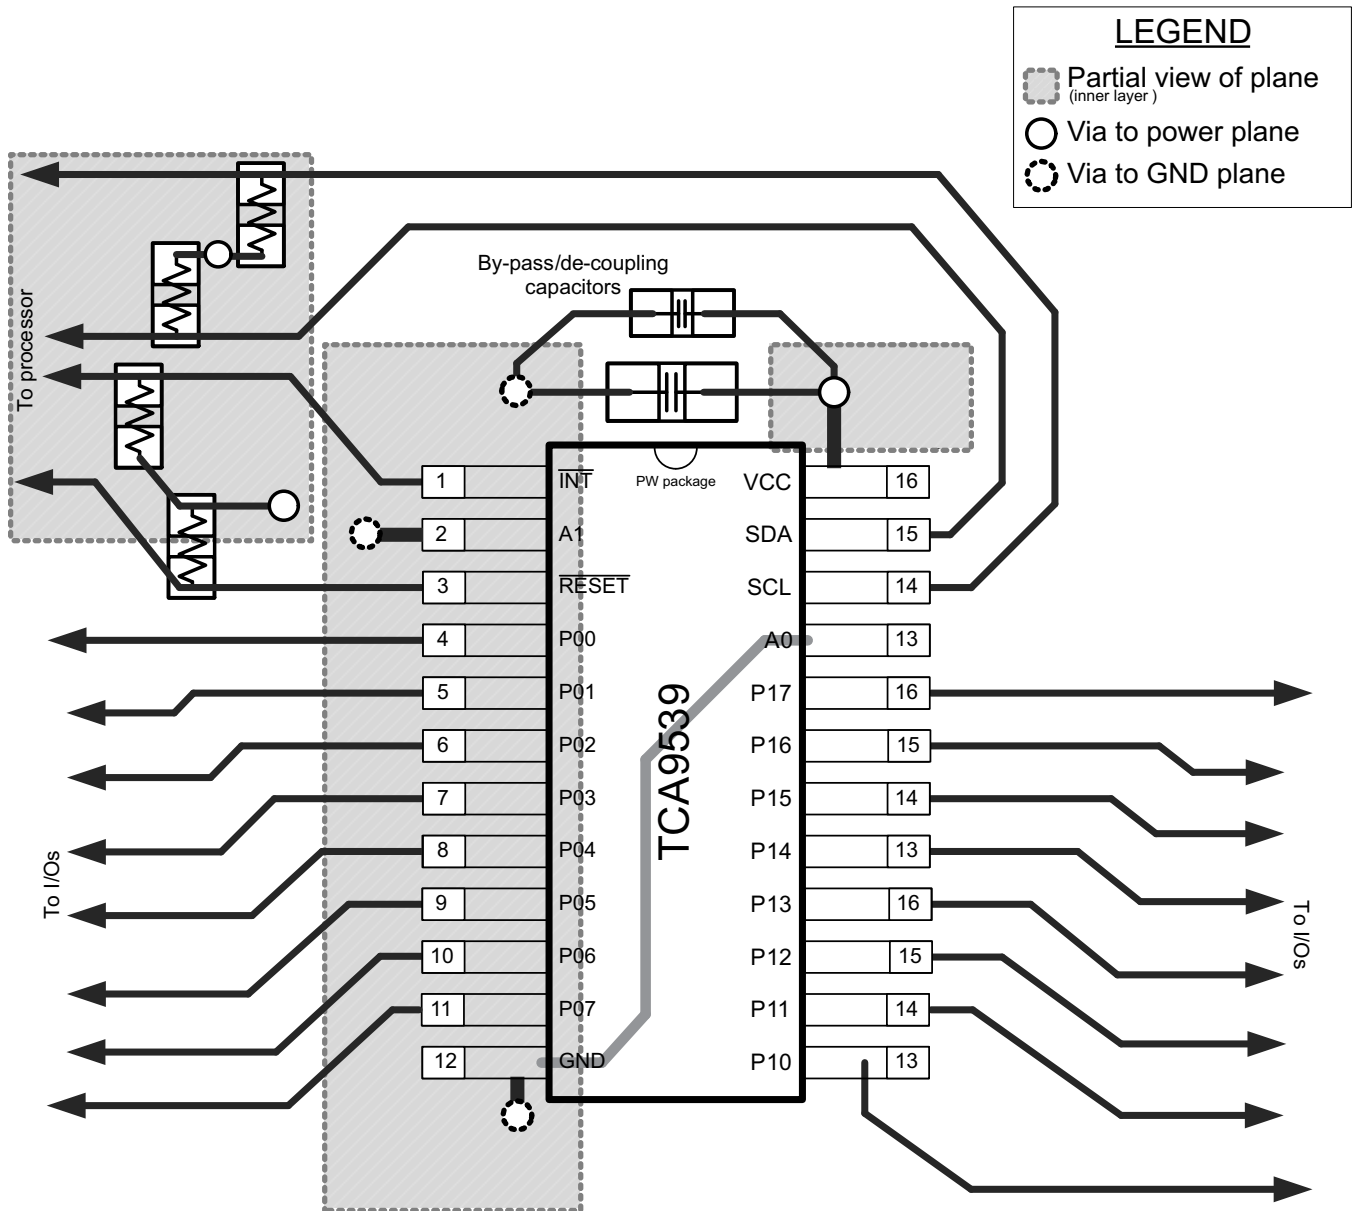 LEGEND
Partial view of plane
(inner layer )
Via to power plane
Via to GND plane
By-pass/de-coupling
capacitors
To processor
PW package
TCA9539
1 INT
2 A1
3 RESET
4 P00
5 P01
6 P02
7 P03
8 P04
9 P05
10 P06
11 P07
12 GND
VCC 16
SDA 15
SCL 14
A0 13
P17 16
P16 15
P15 14
P14 13
P13 16
P12 15
P11 14
P10 13
To I/Os
To I/Os